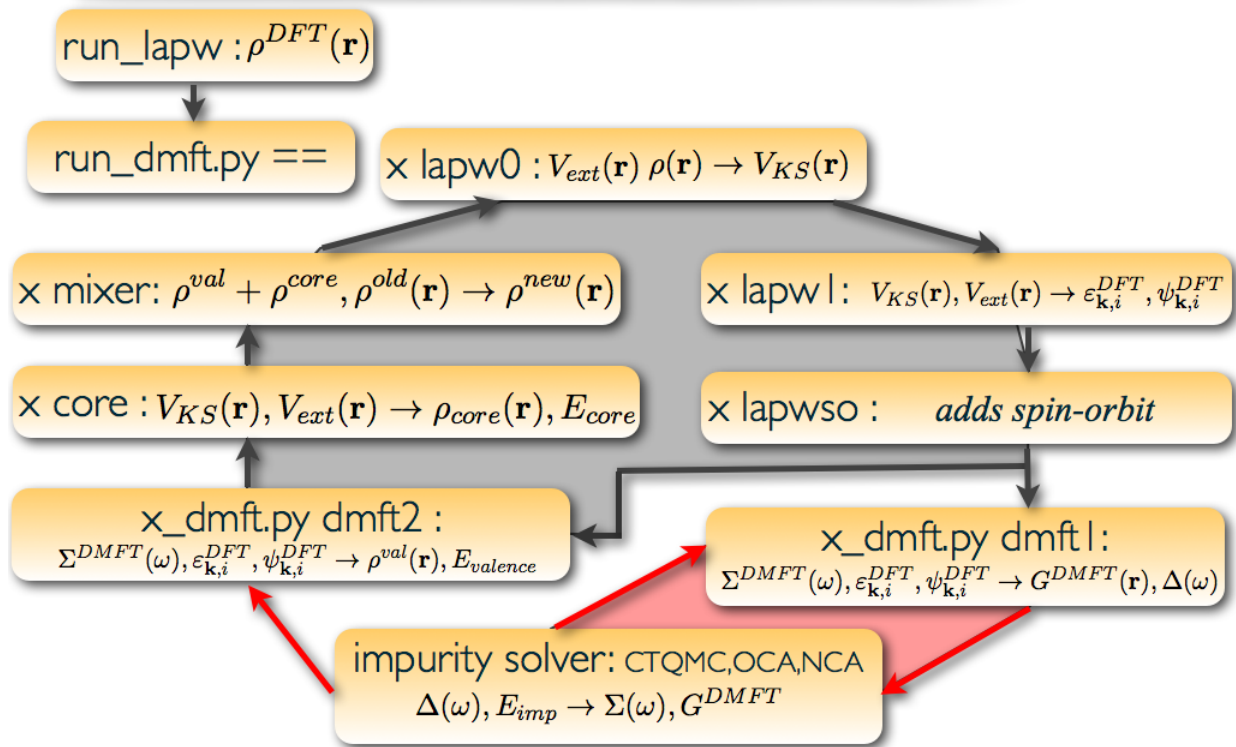 run_lapw : ρ^{DFT}(r)
run_dmft.py ==
x lapw0 : V_{ext}(r) ρ(r) → V_{KS}(r)
x mixer: ρ^{val} + ρ^{core}, ρ^{old}(r) → ρ^{new}(r)
x lapw1: V_{KS}(r), V_{ext}(r) → ε^{DFT}_{k,i}, ψ^{DFT}_{k,i}
x core : V_{KS}(r), V_{ext}(r) → ρ_{core}(r), E_{core}
x lapwso : adds spin-orbit
x_dmft.py dmft2 :
Σ^{DMFT}(ω), ε^{DFT}_{k,i}, ψ^{DFT}_{k,i} → ρ^{val}(r), E_{valence}
x_dmft.py dmft1:
Σ^{DMFT}(ω), ε^{DFT}_{k,i}, ψ^{DFT}_{k,i} → G^{DMFT}(r), Δ(ω)
impurity solver: CTQMC,OCA,NCA
Δ(ω), E_{imp} → Σ(ω), G^{DMFT}